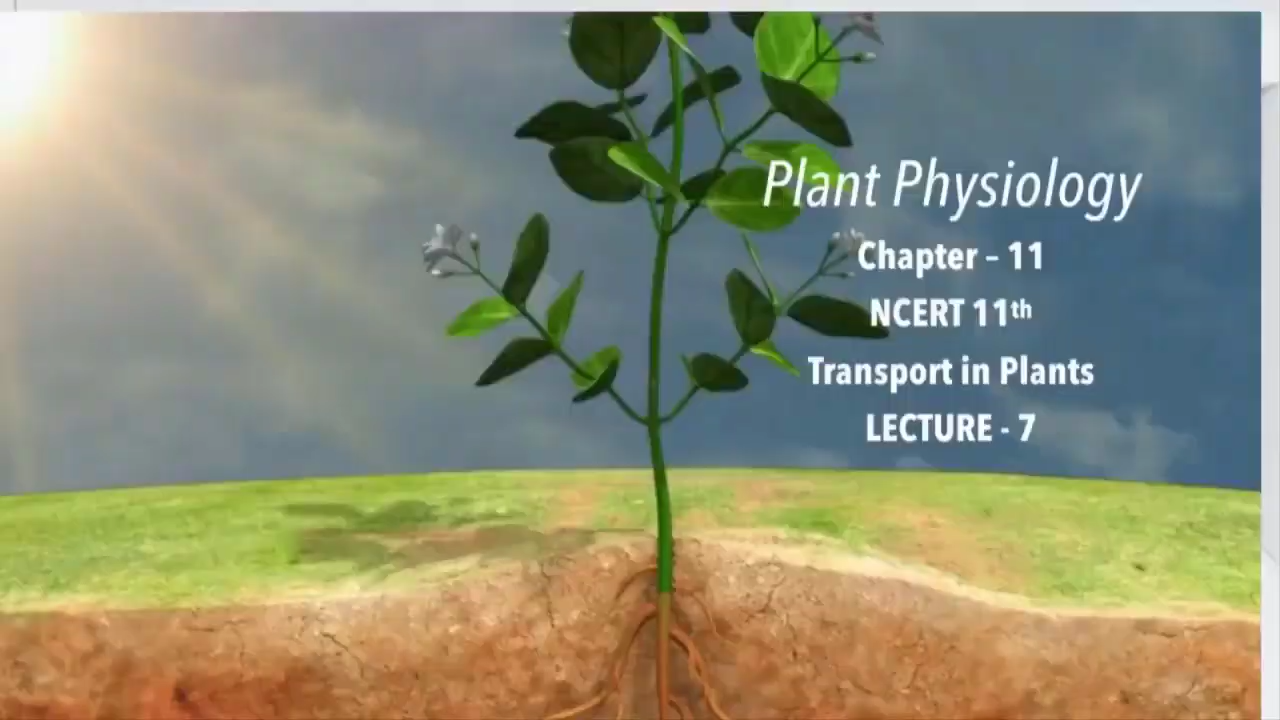 Plant Physiology
Chapter – 11
NCERT 11th
Transport in Plants
LECTURE - 7